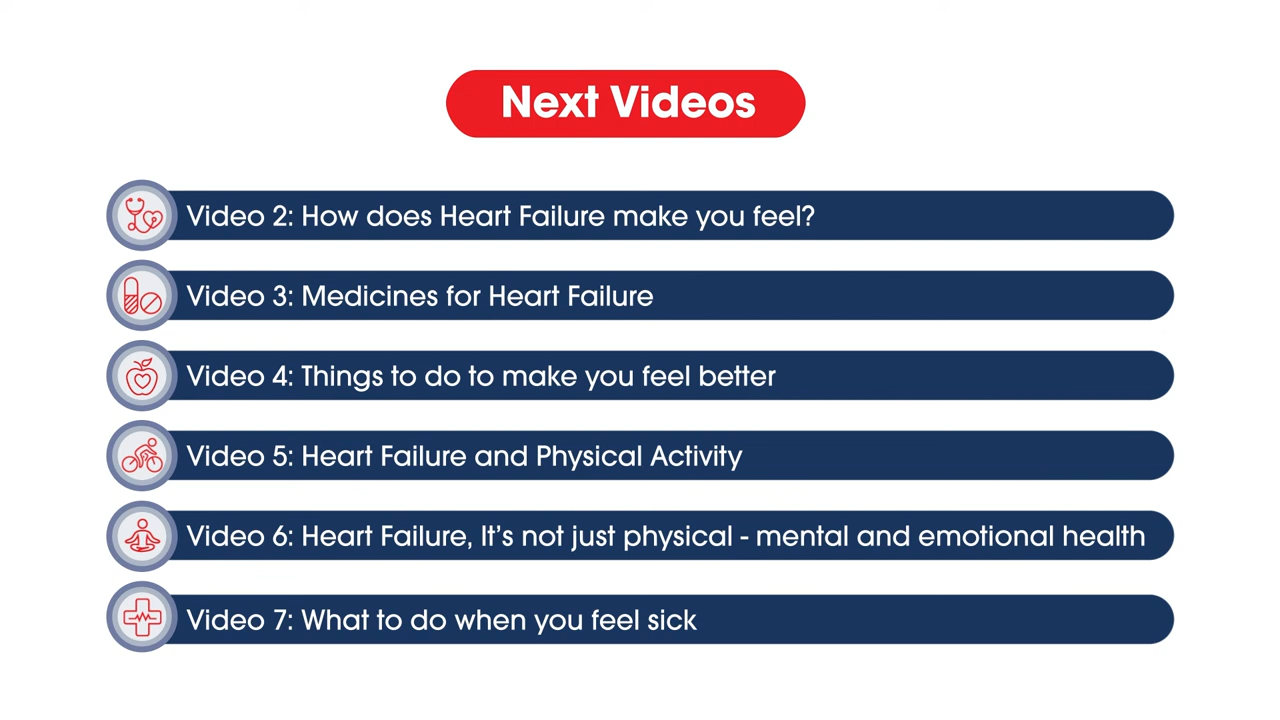 Next Videos
Video 2: How does Heart Failure make you feel?
Video 3: Medicines for Heart Failure
Video 4: Things to do to make you feel better
Video 5: Heart Failure and Physical Activity
Video 6: Heart Failure, It’s not just physical - mental and emotional health
Video 7: What to do when you feel sick